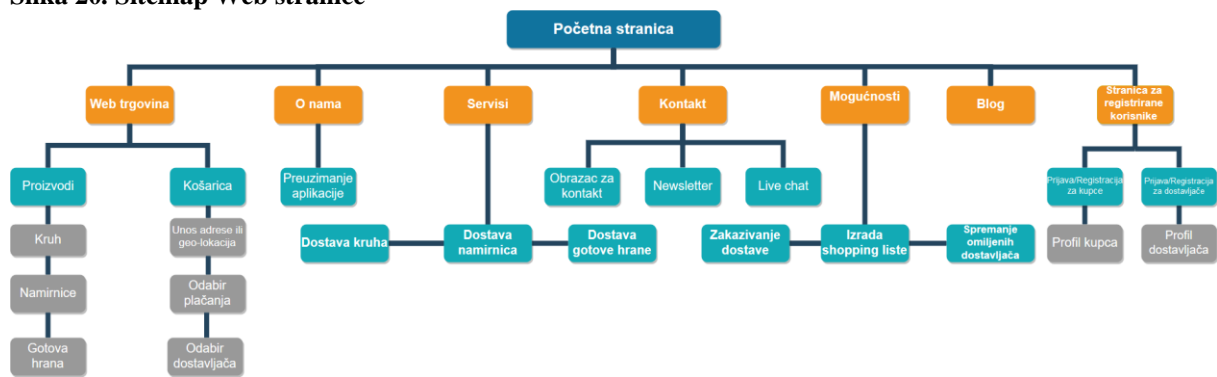 Slika 20. Sitemap Web stranice
Početna stranica
Web trgovina
O nama
Servisi
Kontakt
Mogućnosti
Blog
Stranica za
registrirane
korisnike
Proizvodi
Košarica
Preuzimanje
aplikacije
Obrazac za
kontakt
Newsletter
Live chat
Prijava/Registracija
za kupce
Prijava/Registracija
za dostavljače
Kruh
Unos adrese ili
geo-lokacija
Dostava kruha
Dostava
namirnica
Dostava
gotove hrane
Zakazivanje
dostave
Izrada
shopping liste
Spremanje
omiljenih
dostavljača
Profil kupca
Profil
dostavljača
Namirnice
Odabir
plačanja
Gotova
hrana
Odabir
dostavljača